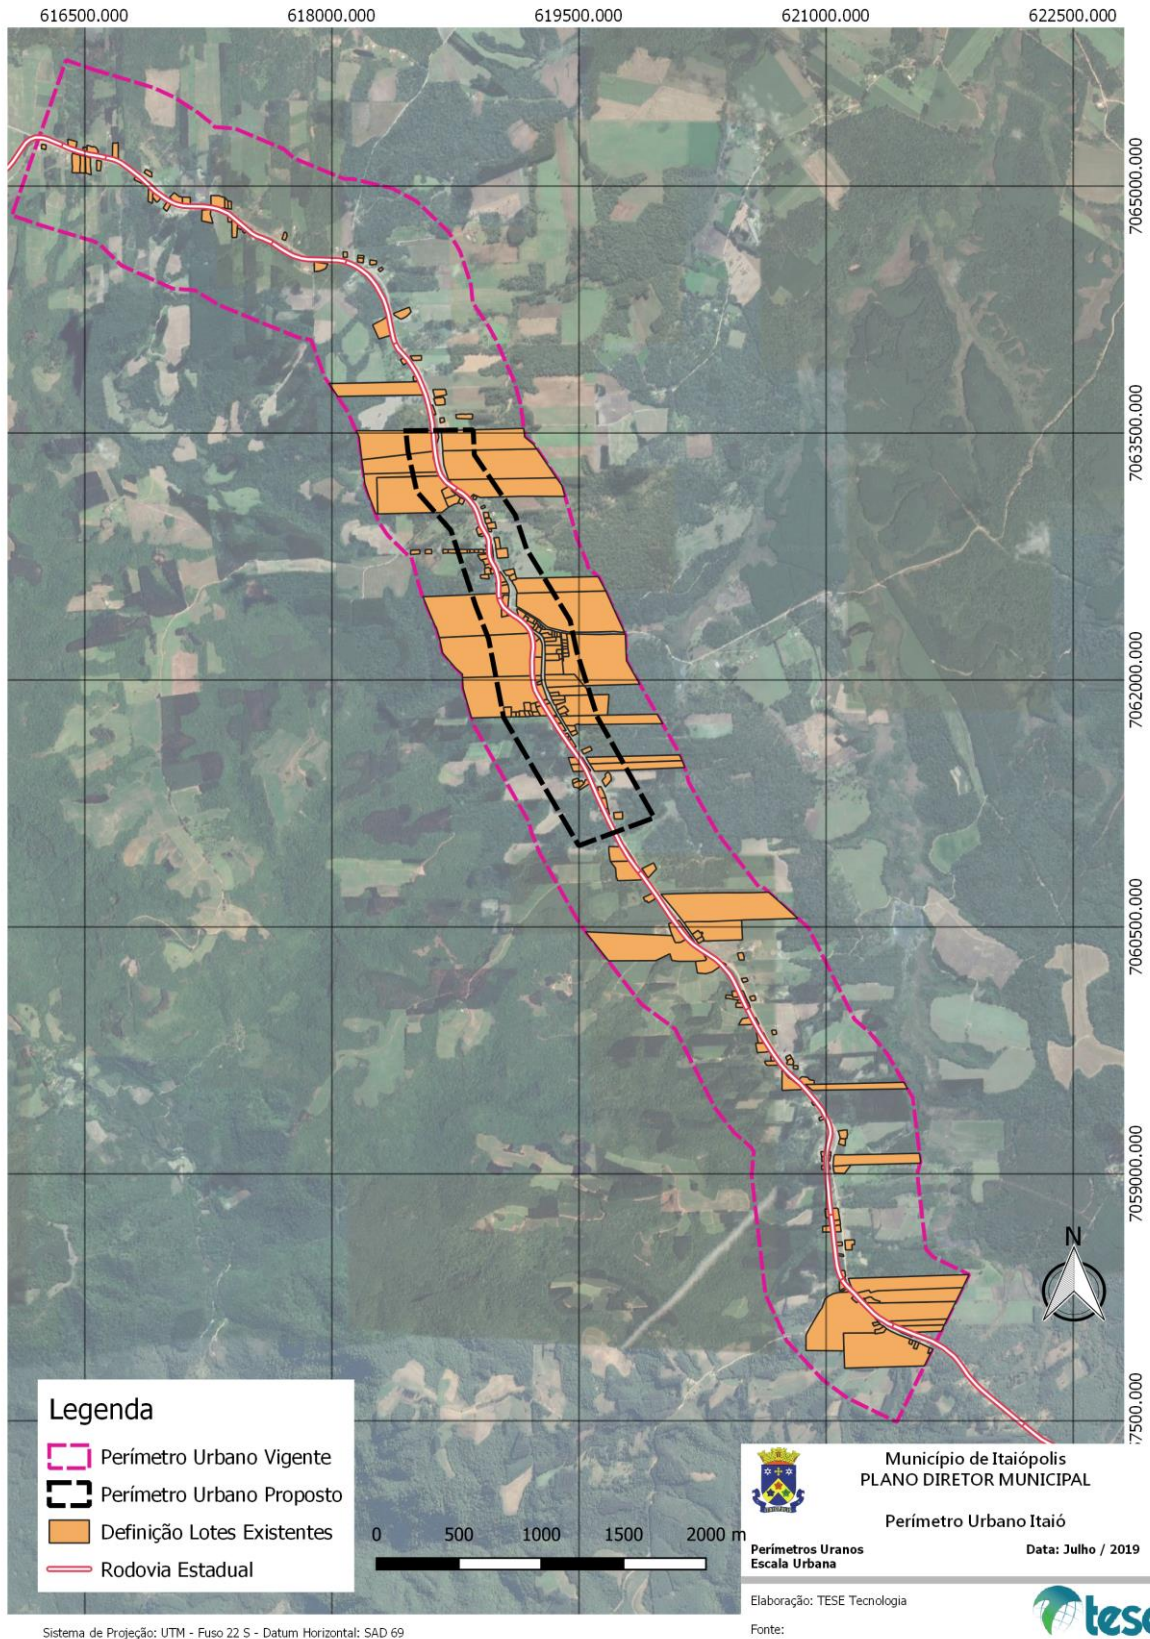 616500.000 618000.000 619500.000 621000.000 622500.000
7065000.000
7063500.000
7062000.000
7060500.000
7059000.000
57500.000
N
Legenda
Perímetro Urbano Vigente
Perímetro Urbano Proposto
Definição Lotes Existentes
Rodovia Estadual
0 500 1000 1500 2000 m
Município de Itaiópolis
PLANO DIRETOR MUNICIPAL
Perímetro Urbano Itaió
Perímetros Uranos
Escala Urbana
Data: Julho / 2019
Elaboração: TESE Tecnologia
Fonte:
tese
Sistema de Projeção: UTM - Fuso 22 S - Datum Horizontal: SAD 69